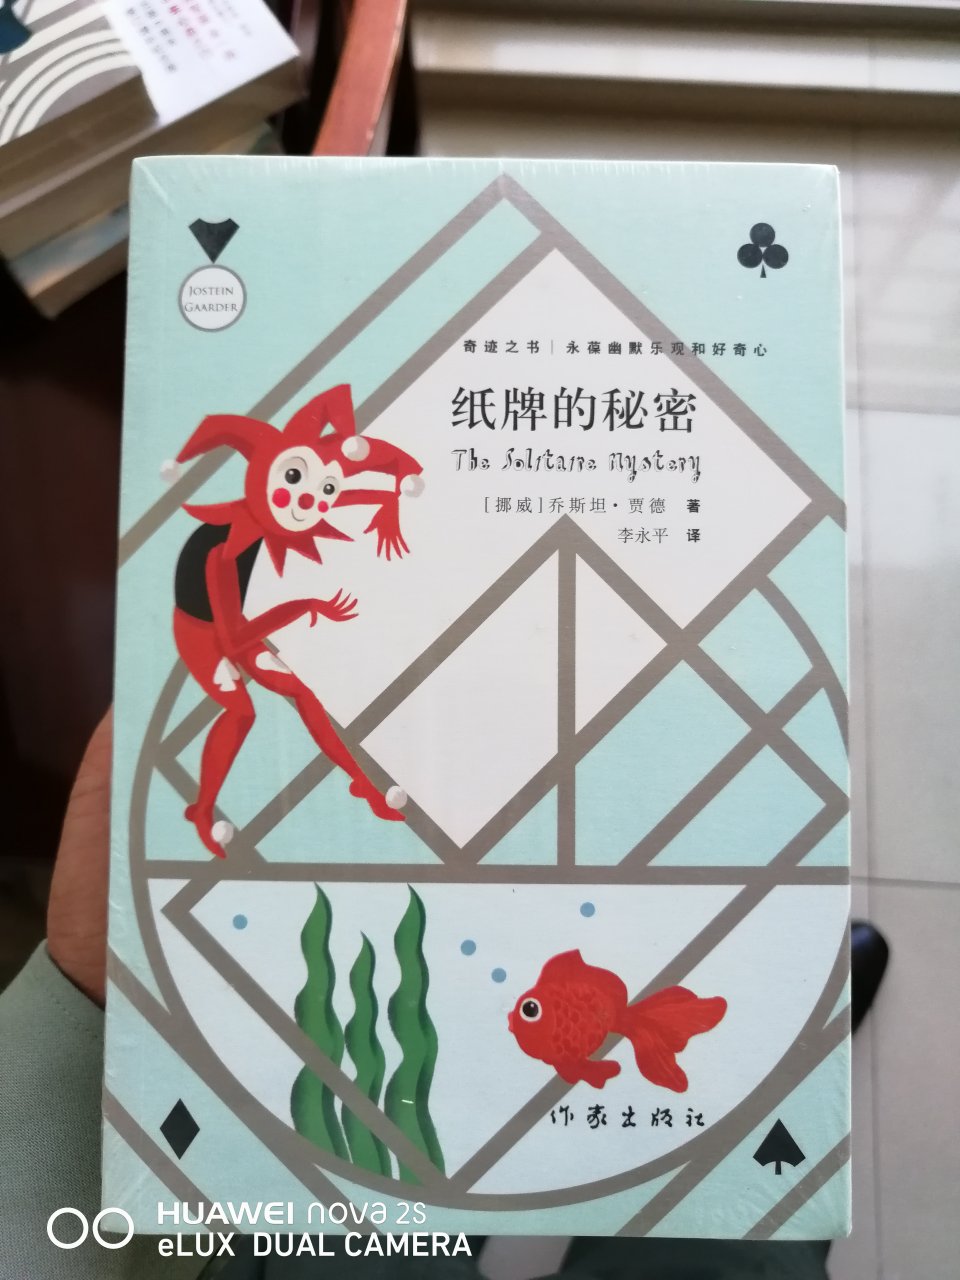 JOSTEIN
GAARDER
奇迹之书｜永葆幽默乐观和好奇心
纸牌的秘密
The Solitaire Mystery
[挪威]乔斯坦·贾德 著
李永平 译
作家出版社
HUAWEI nova 2s
eLUX DUAL CAMERA